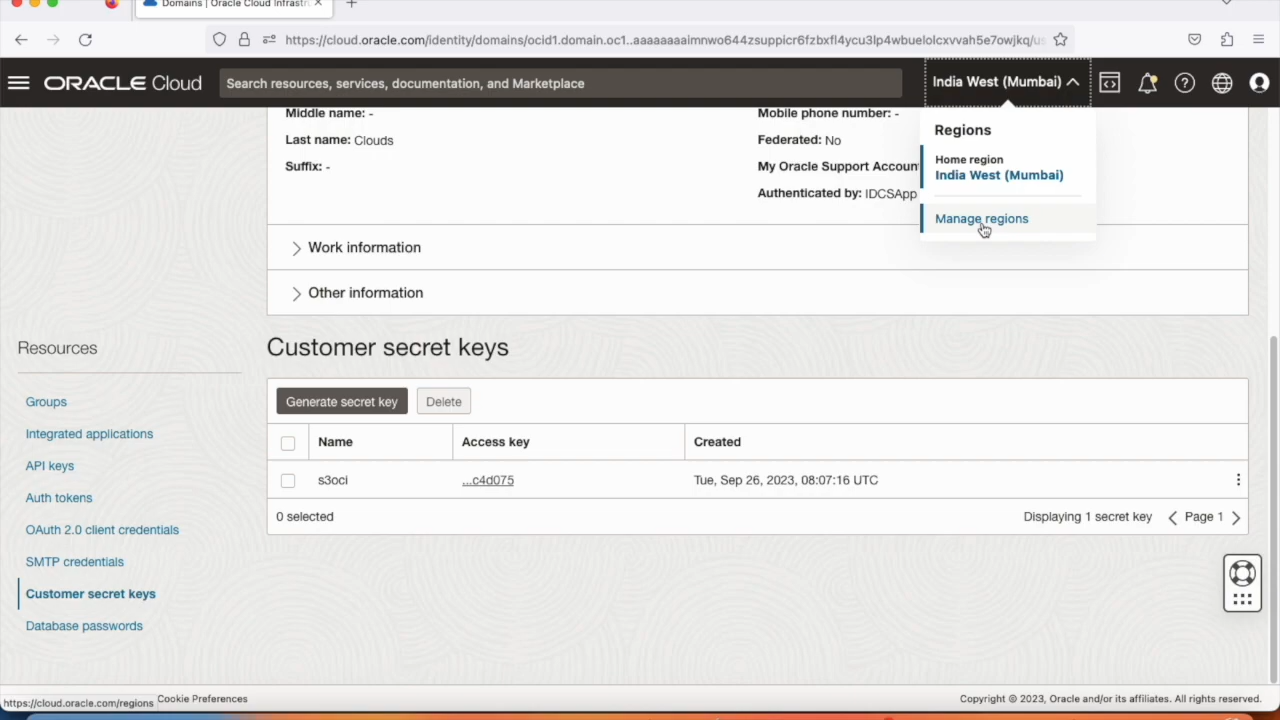 Domains | Oracle Cloud Infrastr
https://cloud.oracle.com/identity/domains/ocid1.domain.oc1..aaaaaaaaimnwo644zsuppicr6fzbxfl4ycu3lp4wbuelolcxvvah5e7owjkq/us
ORACLE Cloud
Search resources, services, documentation, and Marketplace
India West (Mumbai)
Middle name: -
Mobile phone number: -
Last name: Clouds
Federated: No
Suffix: -
My Oracle Support Accoun
Authenticated by: IDCSApp
Regions
Home region
India West (Mumbai)
Manage regions
Work information
Other information
Resources
Groups
Integrated applications
API keys
Auth tokens
OAuth 2.0 client credentials
SMTP credentials
Customer secret keys
Database passwords
Customer secret keys
Generate secret key
Delete
Name Access key Created
s3oci ...c4d075 Tue, Sep 26, 2023, 08:07:16 UTC
0 selected
Displaying 1 secret key
Page 1
https://cloud.oracle.com/regions
Cookie Preferences
Copyright © 2023, Oracle and/or its affiliates. All rights reserved.